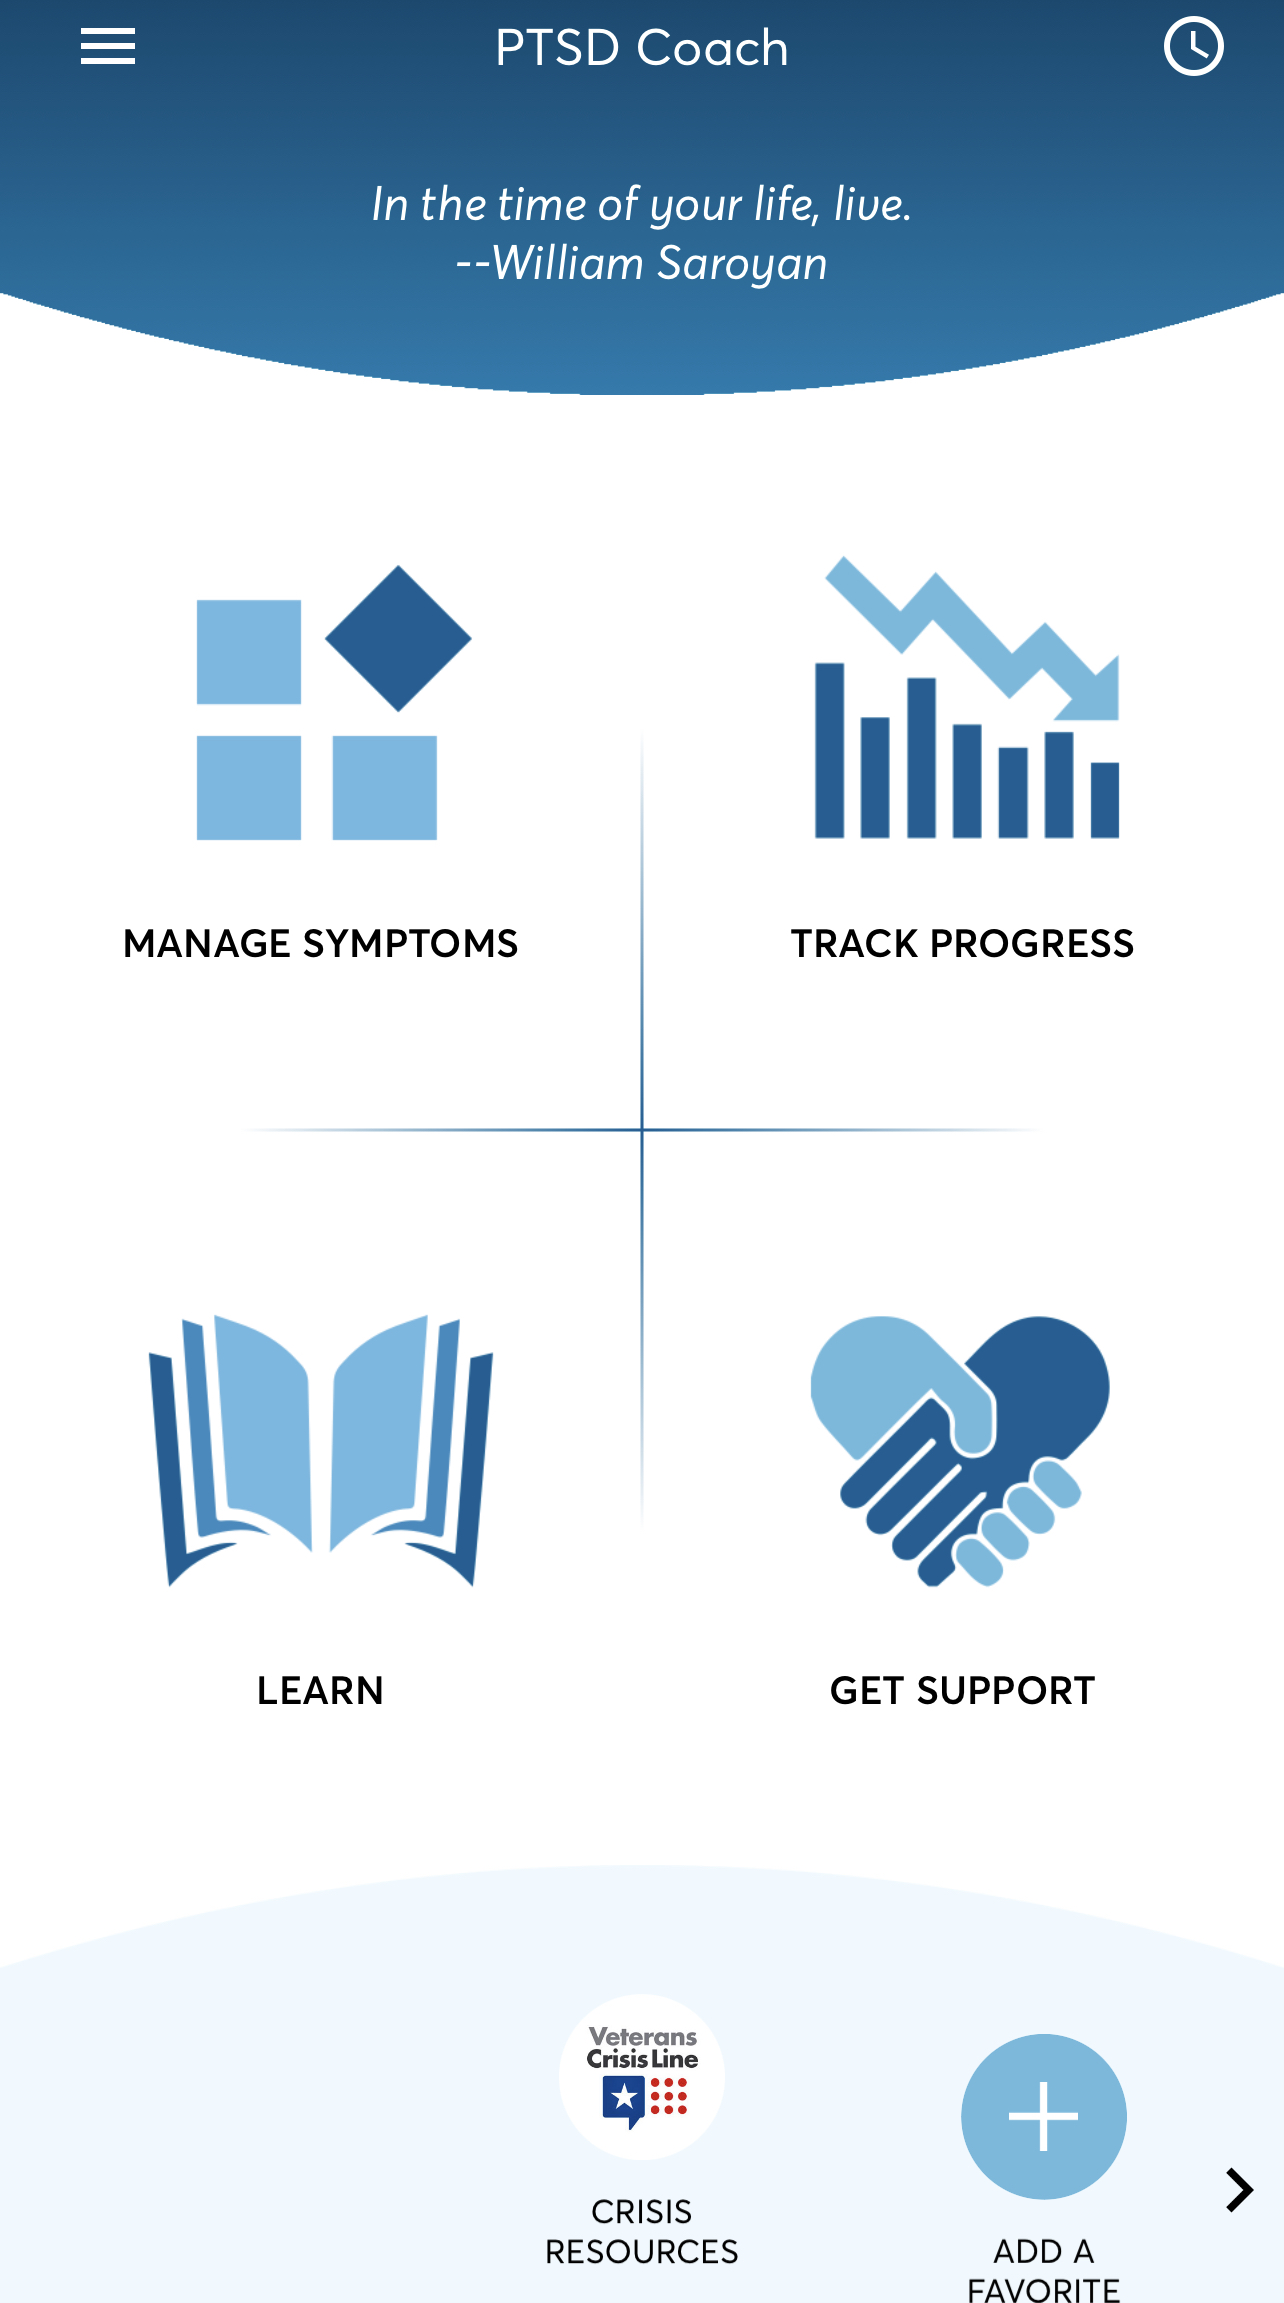 PTSD Coach
In the time of your life, live.
--William Saroyan
MANAGE SYMPTOMS
TRACK PROGRESS
LEARN
GET SUPPORT
Veterans
Crisis Line
CRISIS
RESOURCES
ADD A
FAVORITE